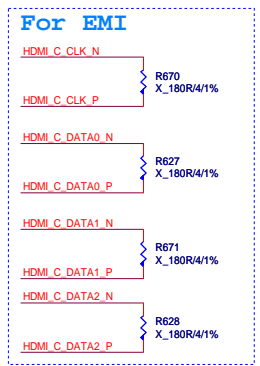 For EMI
HDMI_C_CLK_N
R670
X_180R/4/1%
HDMI_C_CLK_P
HDMI_C_DATA0_N
R627
X_180R/4/1%
HDMI_C_DATA0_P
HDMI_C_DATA1_N
R671
X_180R/4/1%
HDMI_C_DATA1_P
HDMI_C_DATA2_N
R628
X_180R/4/1%
HDMI_C_DATA2_P